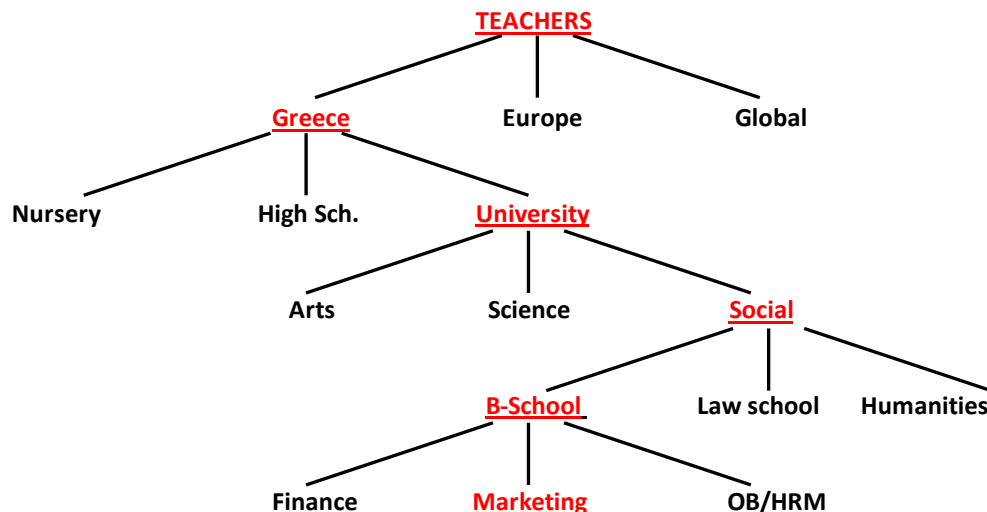 TEACHERS
Greece Europe Global
Nursery High Sch. University
Arts Science Social
B-School Law school Humanities
Finance Marketing OB/HRM